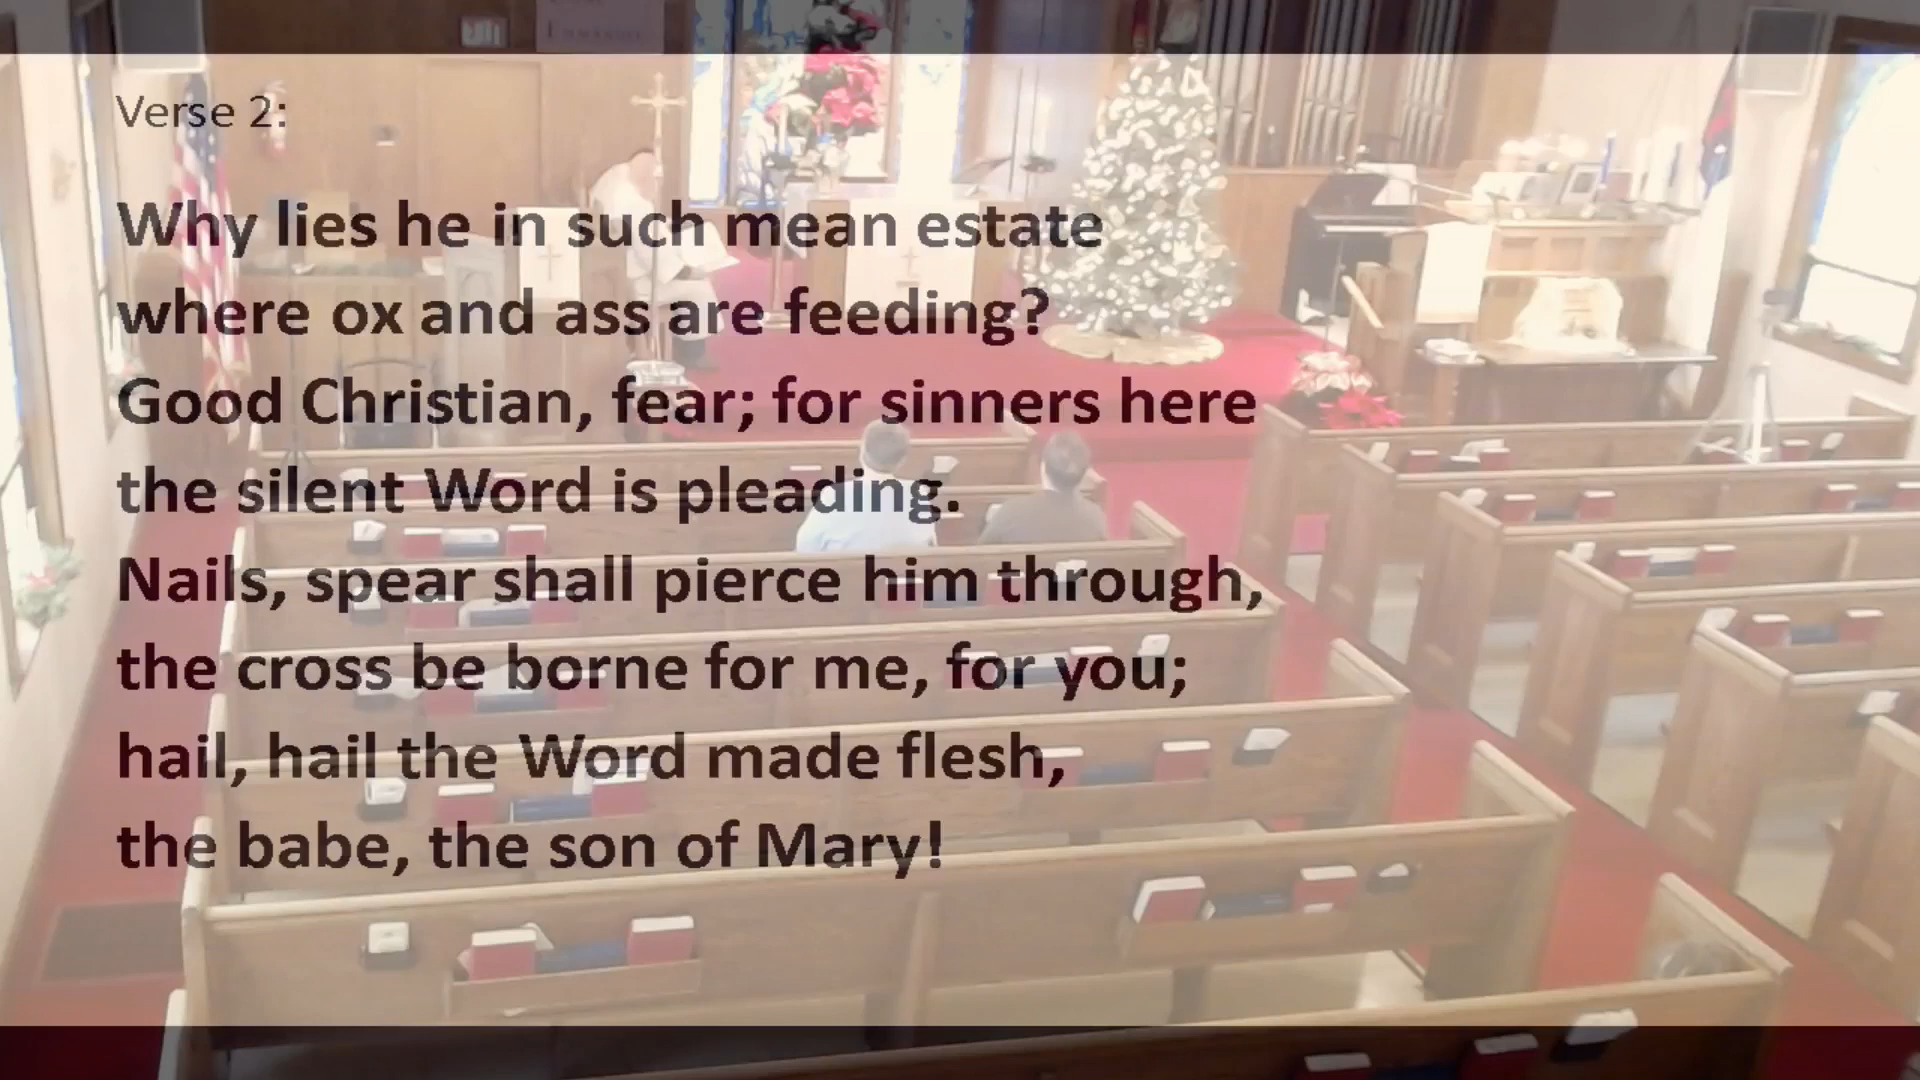 Verse 2:
Why lies he in such mean estate
where ox and ass are feeding?
Good Christian, fear; for sinners here
the silent Word is pleading.
Nails, spear shall pierce him through,
the cross be borne for me, for you;
hail, hail the Word made flesh,
the babe, the son of Mary!